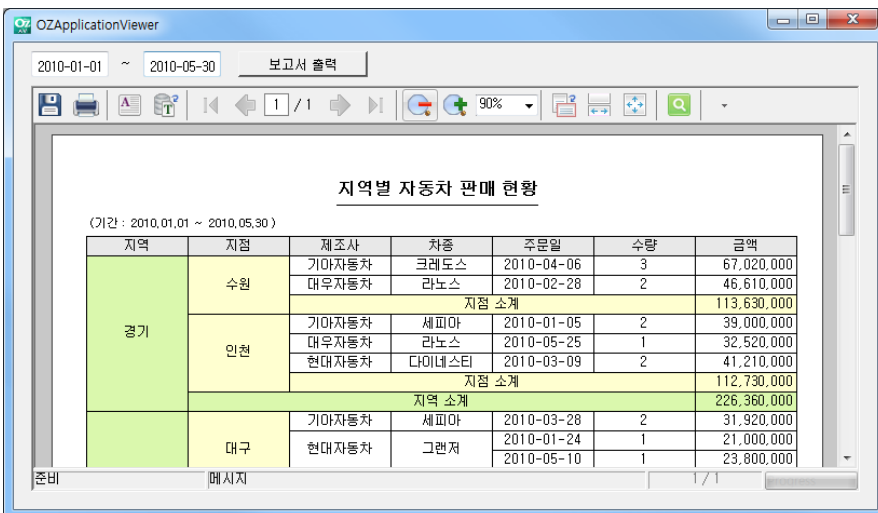 OZApplicationViewer
2010-01-01 ~ 2010-05-30 보고서 출력
1 / 1 90%
지역별 자동차 판매 현황
(기간 : 2010.01.01 ~ 2010.05.30 )
지역 지점 제조사 차종 주문일 수량 금액
경기 수원 기아자동차 크레도스 2010-04-06 3 67,020,000
대우자동차 라노스 2010-02-28 2 46,610,000
지점 소계 113,630,000
인천 기아자동차 세피아 2010-01-05 2 39,000,000
대우자동차 라노스 2010-05-25 1 32,520,000
현대자동차 다이네스티 2010-03-09 2 41,210,000
지점 소계 112,730,000
지역 소계 226,360,000
대구 기아자동차 세피아 2010-03-28 2 31,920,000
현대자동차 그랜저 2010-01-24 1 21,000,000
2010-05-10 1 23,800,000
준비 메시지 1 / 1